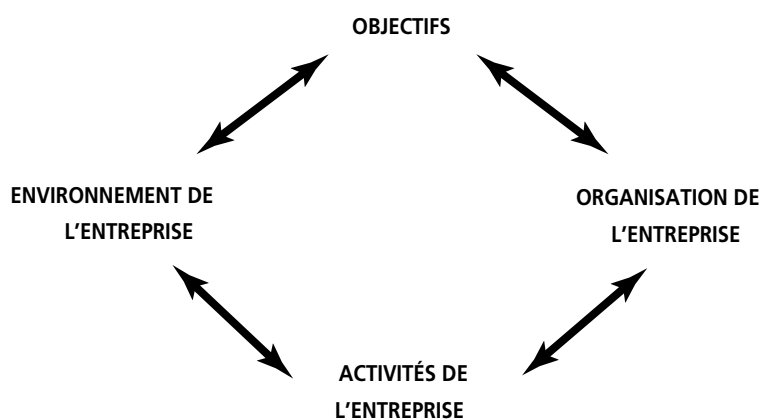 OBJECTIFS
ENVIRONNEMENT DE
L’ENTREPRISE
ORGANISATION DE
L’ENTREPRISE
ACTIVITÉS DE
L’ENTREPRISE